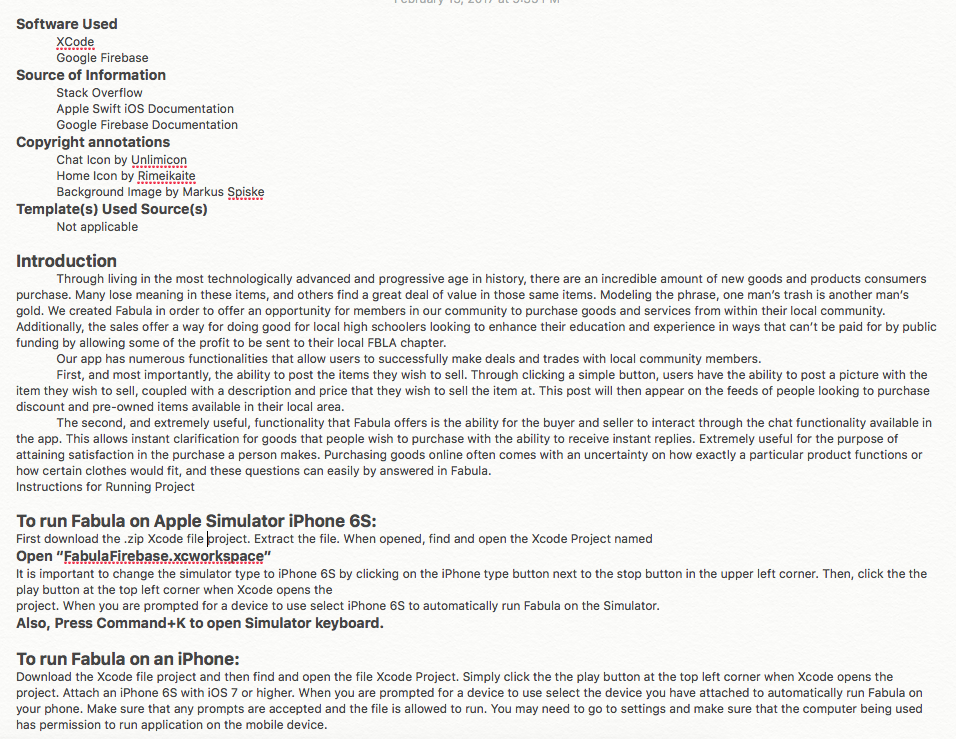 February 15, 2017 at 9:35 PM
Software Used
XCode
Google Firebase
Source of Information
Stack Overflow
Apple Swift iOS Documentation
Google Firebase Documentation
Copyright annotations
Chat Icon by Unlimicon
Home Icon by Rimeikaite
Background Image by Markus Spiske
Template(s) Used Source(s)
Not applicable
Introduction
Through living in the most technologically advanced and progressive age in history, there are an incredible amount of new goods and products consumers
purchase. Many lose meaning in these items, and others find a great deal of value in those same items. Modeling the phrase, one man’s trash is another man’s
gold. We created Fabula in order to offer an opportunity for members in our community to purchase goods and services from within their local community.
Additionally, the sales offer a way for doing good for local high schoolers looking to enhance their education and experience in ways that can’t be paid for by public
funding by allowing some of the profit to be sent to their local FBLA chapter.
Our app has numerous functionalities that allow users to successfully make deals and trades with local community members.
First, and most importantly, the ability to post the items they wish to sell. Through clicking a simple button, users have the ability to post a picture with the
item they wish to sell, coupled with a description and price that they wish to sell the item at. This post will then appear on the feeds of people looking to purchase
discount and pre-owned items available in their local area.
The second, and extremely useful, functionality that Fabula offers is the ability for the buyer and seller to interact through the chat functionality available in
the app. This allows instant clarification for goods that people wish to purchase with the ability to receive instant replies. Extremely useful for the purpose of
attaining satisfaction in the purchase a person makes. Purchasing goods online often comes with an uncertainty on how exactly a particular product functions or
how certain clothes would fit, and these questions can easily by answered in Fabula.
Instructions for Running Project
To run Fabula on Apple Simulator iPhone 6S:
First download the .zip Xcode file project. Extract the file. When opened, find and open the Xcode Project named
Open “FabulaFirebase.xcworkspace”
It is important to change the simulator type to iPhone 6S by clicking on the iPhone type button next to the stop button in the upper left corner. Then, click the the
play button at the top left corner when Xcode opens the
project. When you are prompted for a device to use select iPhone 6S to automatically run Fabula on the Simulator.
Also, Press Command+K to open Simulator keyboard.
To run Fabula on an iPhone:
Download the Xcode file project and then find and open the file Xcode Project. Simply click the the play button at the top left corner when Xcode opens the
project. Attach an iPhone 6S with iOS 7 or higher. When you are prompted for a device to use select the device you have attached to automatically run Fabula on
your phone. Make sure that any prompts are accepted and the file is allowed to run. You may need to go to settings and make sure that the computer being used
has permission to run application on the mobile device.